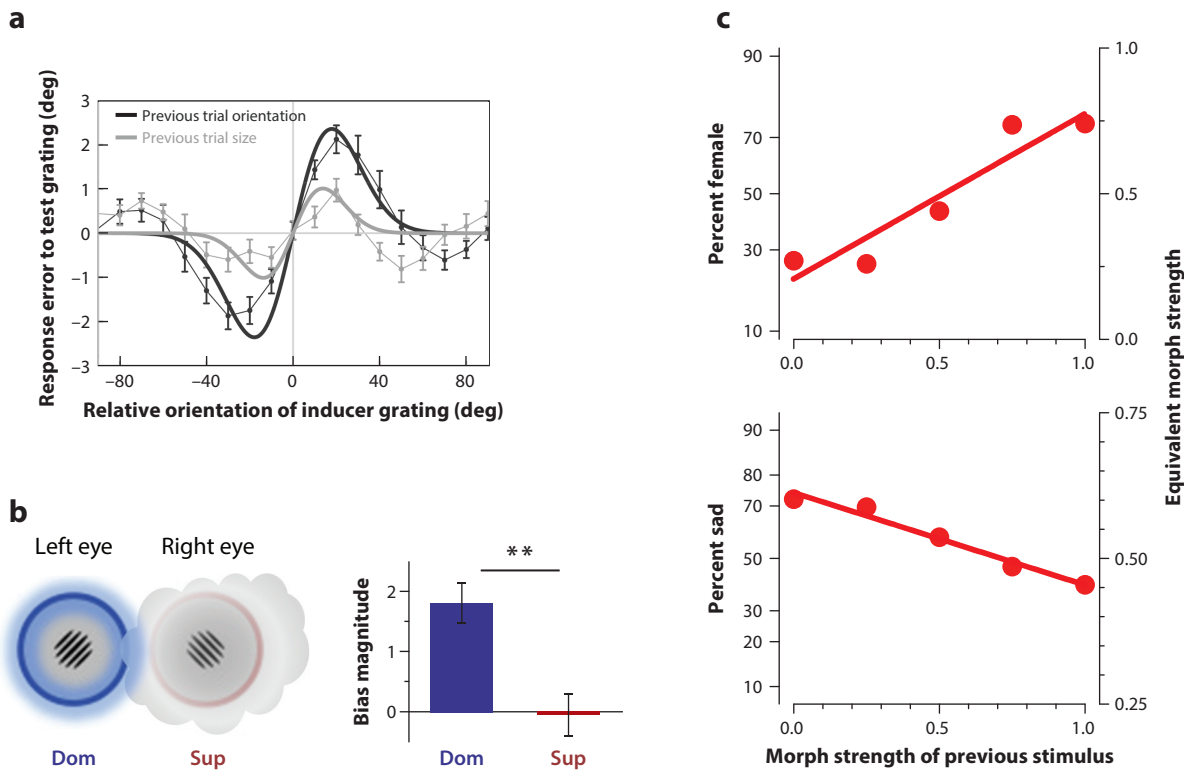 a
Response error to test grating (deg)
3
2
1
0
−1
−2
−3
Previous trial orientation
Previous trial size
−80
−40
0
40
80
Relative orientation of inducer grating (deg)
b
Left eye
Right eye
Dom
Sup
Bias magnitude
2
1
0
**
Dom
Sup
c
Percent female
90
70
50
30
10
0.0
0.5
1.0
1.0
0.5
0.0
Percent sad
90
80
70
50
30
20
10
0.0
0.5
1.0
0.75
0.50
0.25
Equivalent morph strength
Morph strength of previous stimulus